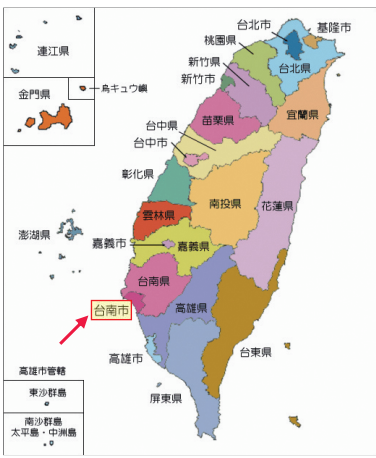 連江県
金門県
烏キュウ嶼
台北市
基隆市
桃園県
台北県
新竹県
新竹市
苗栗県
宜蘭県
台中県
台中市
彰化県
南投県
花蓮県
雲林県
澎湖県
嘉義市
嘉義県
台南県
台南市
高雄県
台東県
高雄市
屏東県
高雄市管轄
東沙群島
南沙群島
太平島・中洲島